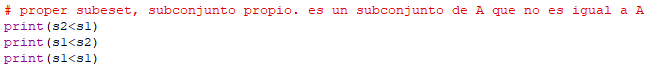 # proper subeset, subconjunto propio. es un subconjunto de A que no es igual a A
print(s2<s1)
print(s1<s2)
print(s1<s1)